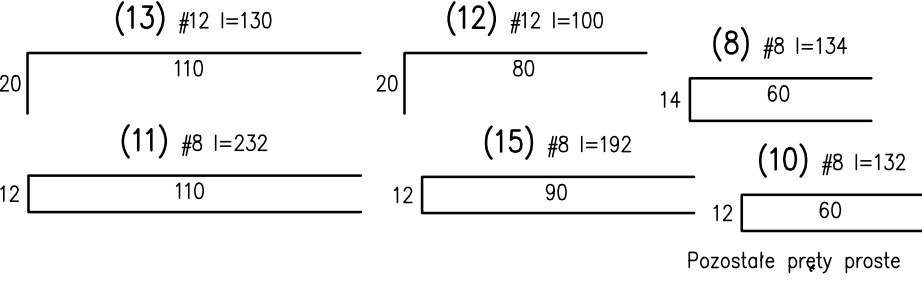 (13) #12 l=130
20
110
(12) #12 l=100
20
80
(8) #8 l=134
14
60
(11) #8 l=232
12
110
(15) #8 l=192
12
90
(10) #8 l=132
12
60
Pozostałe pręty proste